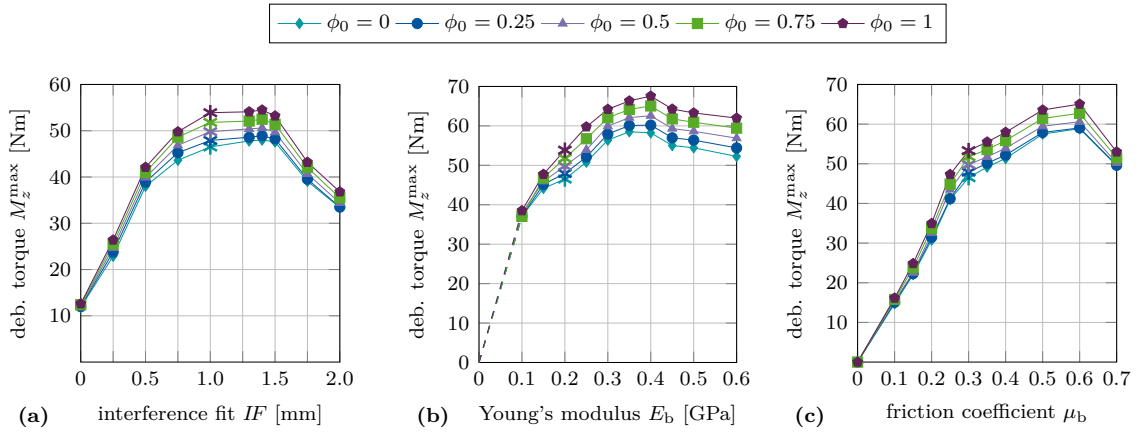 ϕ₀ = 0 ϕ₀ = 0.25 ϕ₀ = 0.5 ϕ₀ = 0.75 ϕ₀ = 1
deb. torque M_z^max [Nm]
60
50
40
30
20
10
0 0.5 1.0 1.5 2.0
(a) interference fit IF [mm]
deb. torque M_z^max [Nm]
70
60
50
40
30
20
10
0
0 0.1 0.2 0.3 0.4 0.5 0.6
(b) Young's modulus E_b [GPa]
deb. torque M_z^max [Nm]
70
60
50
40
30
20
10
0
0 0.1 0.2 0.3 0.4 0.5 0.6 0.7
(c) friction coefficient μ_b